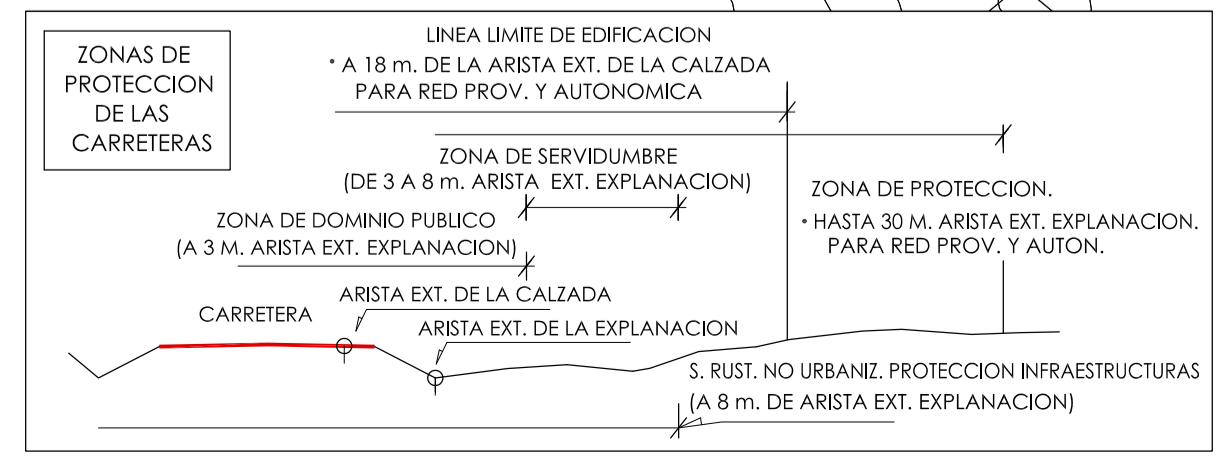 ZONAS DE
PROTECCION
DE LAS
CARRETERAS
LINEA LIMITE DE EDIFICACION
• A 18 m. DE LA ARISTA EXT. DE LA CALZADA
PARA RED PROV. Y AUTONOMICA
ZONA DE SERVIDUMBRE
(DE 3 A 8 m. ARISTA EXT. EXPLANACION)
ZONA DE PROTECCION.
• HASTA 30 M. ARISTA EXT. EXPLANACION.
PARA RED PROV. Y AUTON.
ZONA DE DOMINIO PUBLICO
(A 3 M. ARISTA EXT. EXPLANACION)
ARISTA EXT. DE LA CALZADA
CARRETERA
ARISTA EXT. DE LA EXPLANACION
S. RUST. NO URBANIZ. PROTECCION INFRAESTRUCTURAS
(A 8 m. DE ARISTA EXT. EXPLANACION)